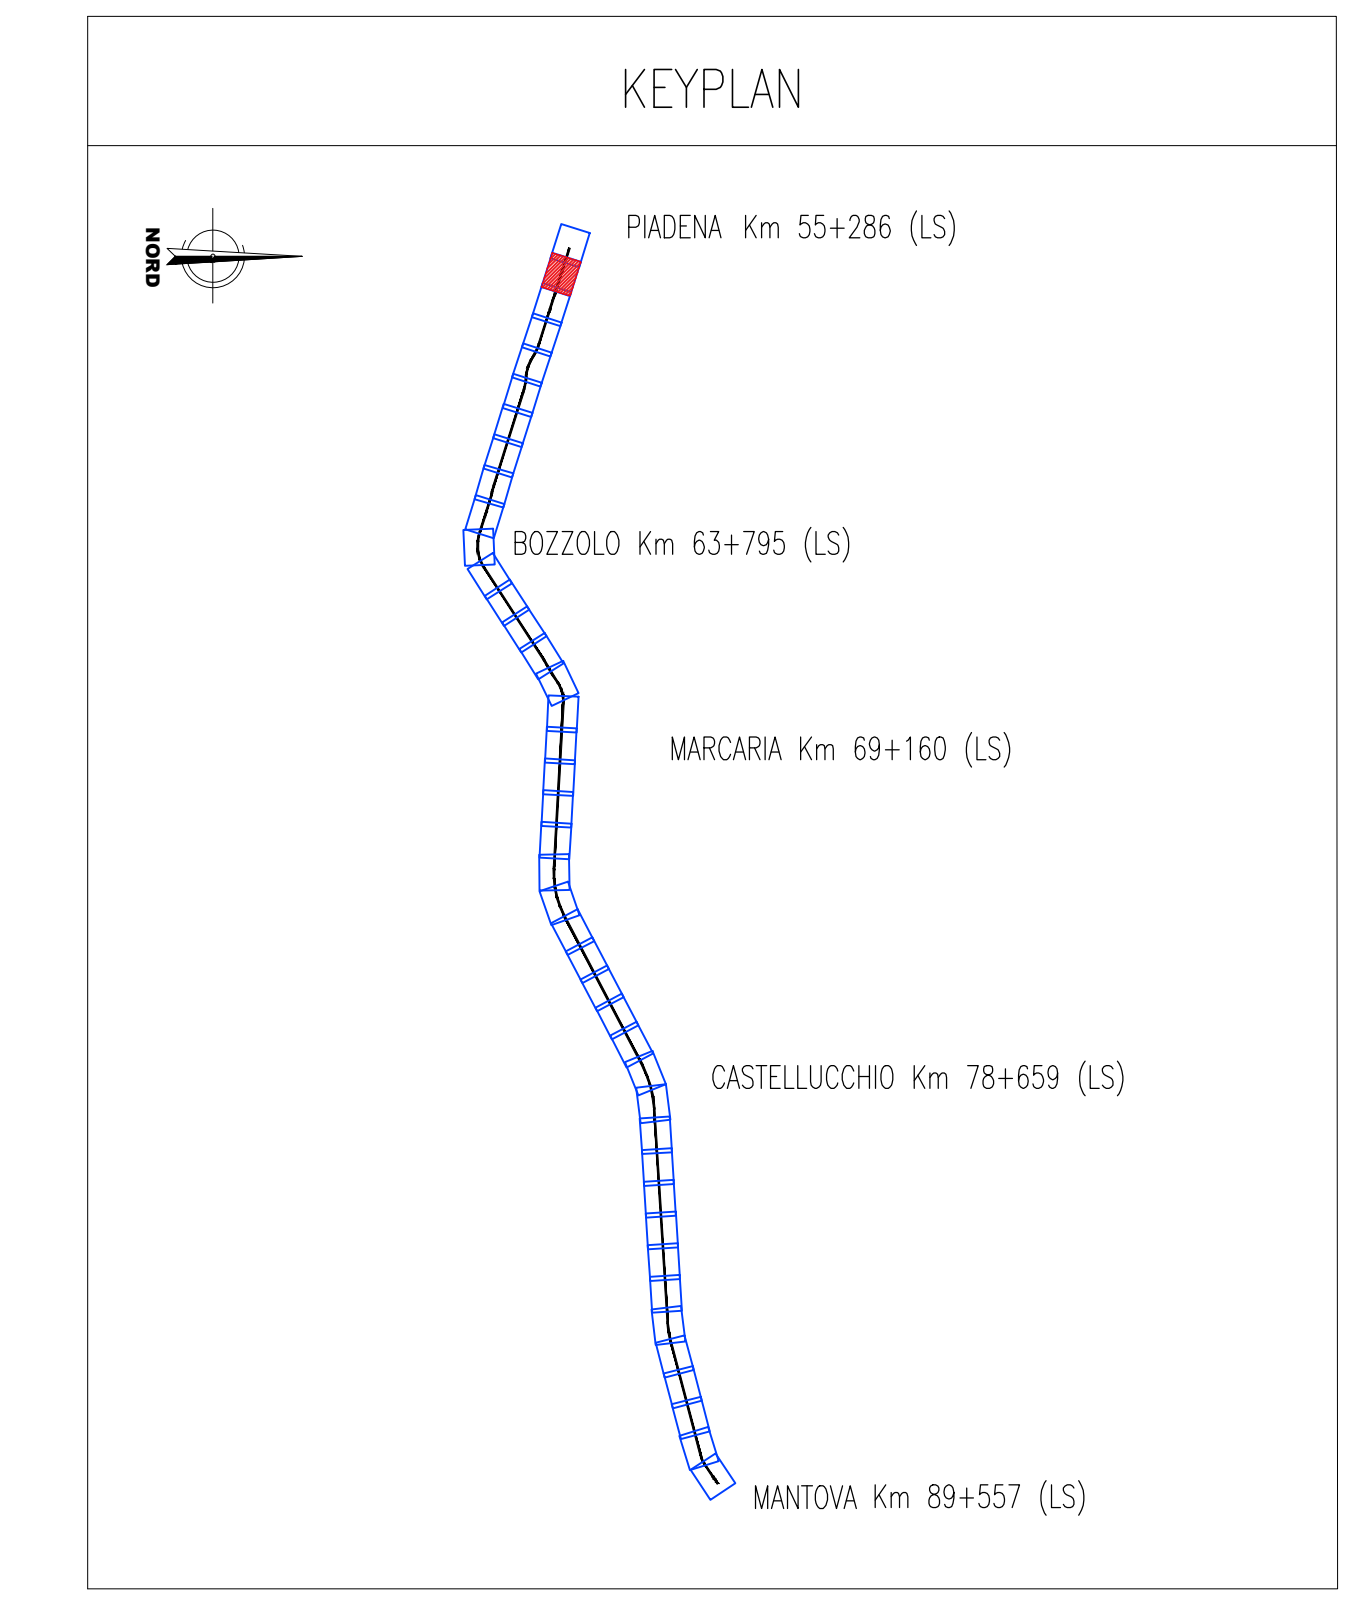 KEYPLAN
NORD
PIADENA Km 55+286 (LS)
BOZZOLO Km 63+795 (LS)
MARCARIA Km 69+160 (LS)
CASTELLUCCHIO Km 78+659 (LS)
MANTOVA Km 89+557 (LS)